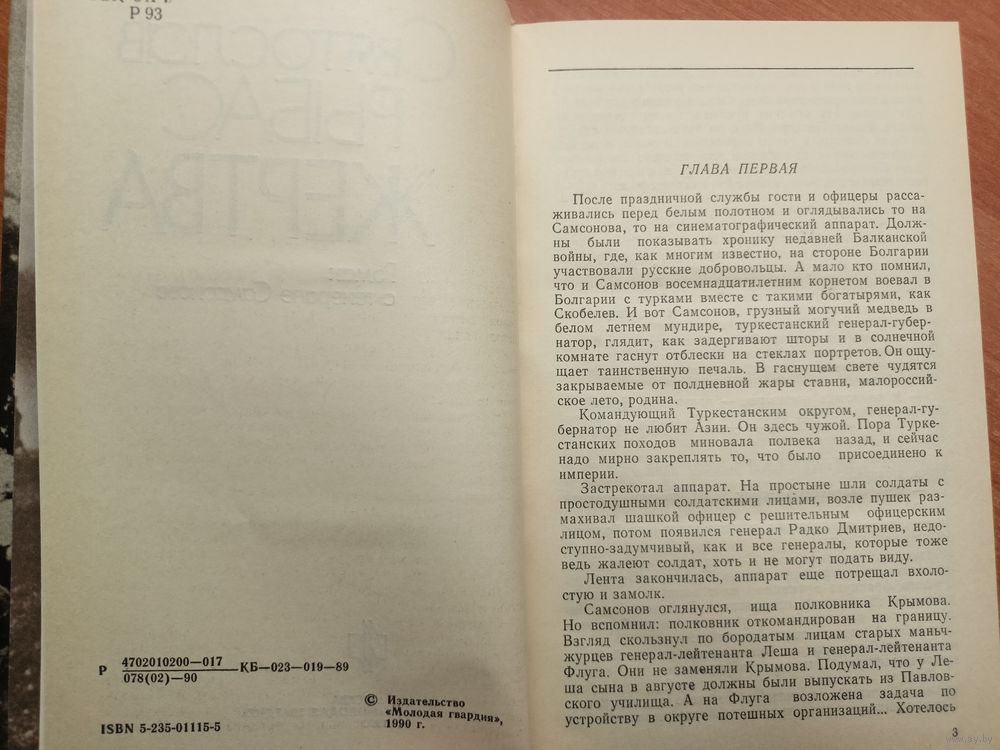 Р 93
СВЯТОСЛОВ
РЫБАС
ЖЕРТВА
Р 4702010200—017 КБ—023—019—89
078(02)—90
© Издательство
«Молодая гвардия»,
1990 г.
ISBN 5-235-01115-5
ГЛАВА ПЕРВАЯ
После праздничной службы гости и офицеры расса-
живались перед белым полотном и оглядывались то на
Самсонова, то на синематографический аппарат. Долж-
ны были показывать хронику недавней Балканской
войны, где, как многим известно, на стороне Болгарии
участвовали русские добровольцы. А мало кто помнил,
что и Самсонов восемнадцатилетним корнетом воевал в
Болгарии с турками вместе с такими богатырями, как
Скобелев. И вот Самсонов, грузный могучий медведь в
белом летнем мундире, туркестанский генерал-губер-
натор, глядит, как задергивают шторы и в солнечной
комнате гаснут отблески на стеклах портретов. Он ощу-
щает таинственную печаль. В гаснущем свете чудятся
закрываемые от полдневной жары ставни, малороссий-
ское лето, родина.
Командующий Туркестанским округом, генерал-гу-
бернатор не любит Азии. Он здесь чужой. Пора Турке-
станских походов миновала полвека назад, и сейчас
надо мирно закреплять то, что было присоединено к
империи.
Застрекотал аппарат. На простыне шли солдаты с
простодушными солдатскими лицами, возле пушек раз-
махивал шашкой офицер с решительным офицерским
лицом, потом появился генерал Радко Дмитриев, недо-
ступно-задумчивый, как и все генералы, которые тоже
ведь жалеют солдат, хоть и не могут подать виду.
Лента закончилась, аппарат еще потрещал вхоло-
стую и замолк.
Самсонов оглянулся, ища полковника Крымова.
Но вспомнил: полковник откомандирован на границу.
Взгляд скользнул по бородатым лицам старых мань-
чжурцев генерал-лейтенанта Леша и генерал-лейтенанта
Флуга. Они не заменяли Крымова. Подумал, что у Ле-
ша сына в августе должны были выпускать из Павлов-
ского училища. А на Флуга возложена задача по
устройству в округе потешных организаций... Хотелось
3
www.ay.by